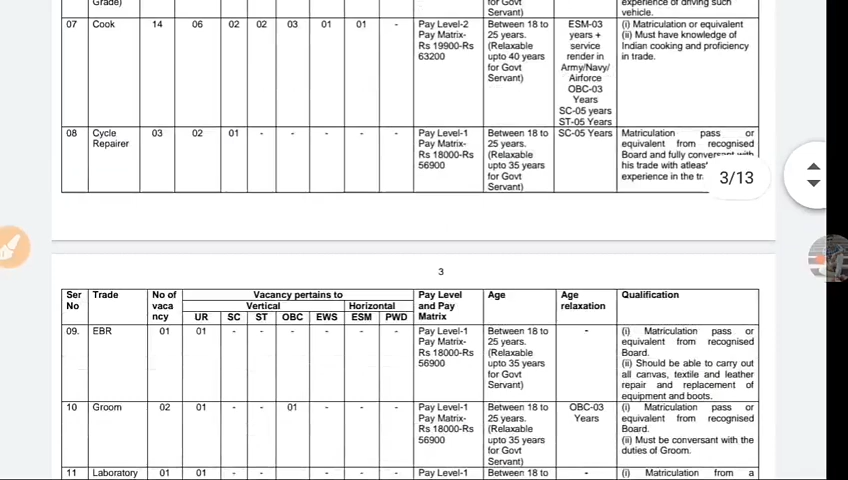 Grade)
for Govt
Servant)
experience of driving such
vehicle.
07 Cook 14 06 02 02 03 01 01 - Pay Level-2 Between 18 to ESM-03 (i) Matriculation or equivalent
Pay Matrix- 25 years. years + (ii) Must have knowledge of
Rs 19900-Rs (Relaxable service Indian cooking and proficiency
63200 upto 40 years render in in trade.
for Govt Army/Navy/
Servant) Airforce
OBC-03
Years
SC-05 years
ST-05 Years
08 Cycle 03 02 01 - - - - - Pay Level-1 Between 18 to SC-05 Years Matriculation pass or
Repairer Pay Matrix- 25 years. equivalent from recognised
Rs 18000-Rs (Relaxable Board and fully
56900 upto 35 years his trade with
for Govt experience in the
Servant)
3/13
3
Ser Trade No of Vacancy pertains to Pay Level Age Age Qualification
No vaca Vertical Horizontal and Pay relaxation
ncy UR SC ST OBC EWS ESM PWD Matrix
09. EBR 01 01 - - - - - - Pay Level-1 Between 18 to - (i) Matriculation pass or
Pay Matrix- 25 years. equivalent from recognised
Rs 18000-Rs (Relaxable Board.
56900 upto 35 years (ii) Should be able to carry out
for Govt all canvas, textile and leather
Servant) repair and replacement of
equipment and boots.
10 Groom 02 01 - - 01 - - - Pay Level-1 Between 18 to OBC-03 (i) Matriculation pass or
Pay Matrix- 25 years. Years equivalent from recognised
Rs 18000-Rs (Relaxable Board.
56900 upto 35 years (ii) Must be conversant with the
for Govt duties of Groom.
Servant)
11 Laboratory 01 01 - - - - - - Pay Level-1 Between 18 to - (i) Matriculation from a